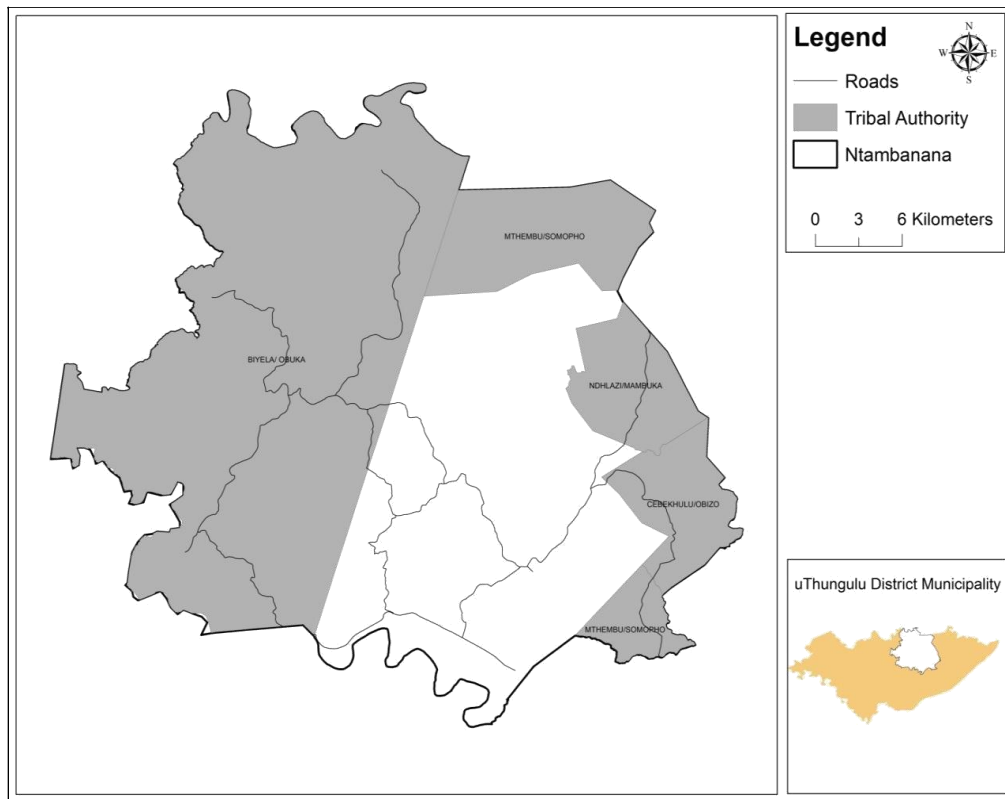 MTHEMBU/SOMOPHO
BIYELA/ OBUKA
NDHLAZI/MAMBUKA
CEBEKHULU/OBIZO
MTHEMBU/SOMOPHO
Legend
N
W E
S
Roads
Tribal Authority
Ntambanana
0 3 6 Kilometers
uThungulu District Municipality